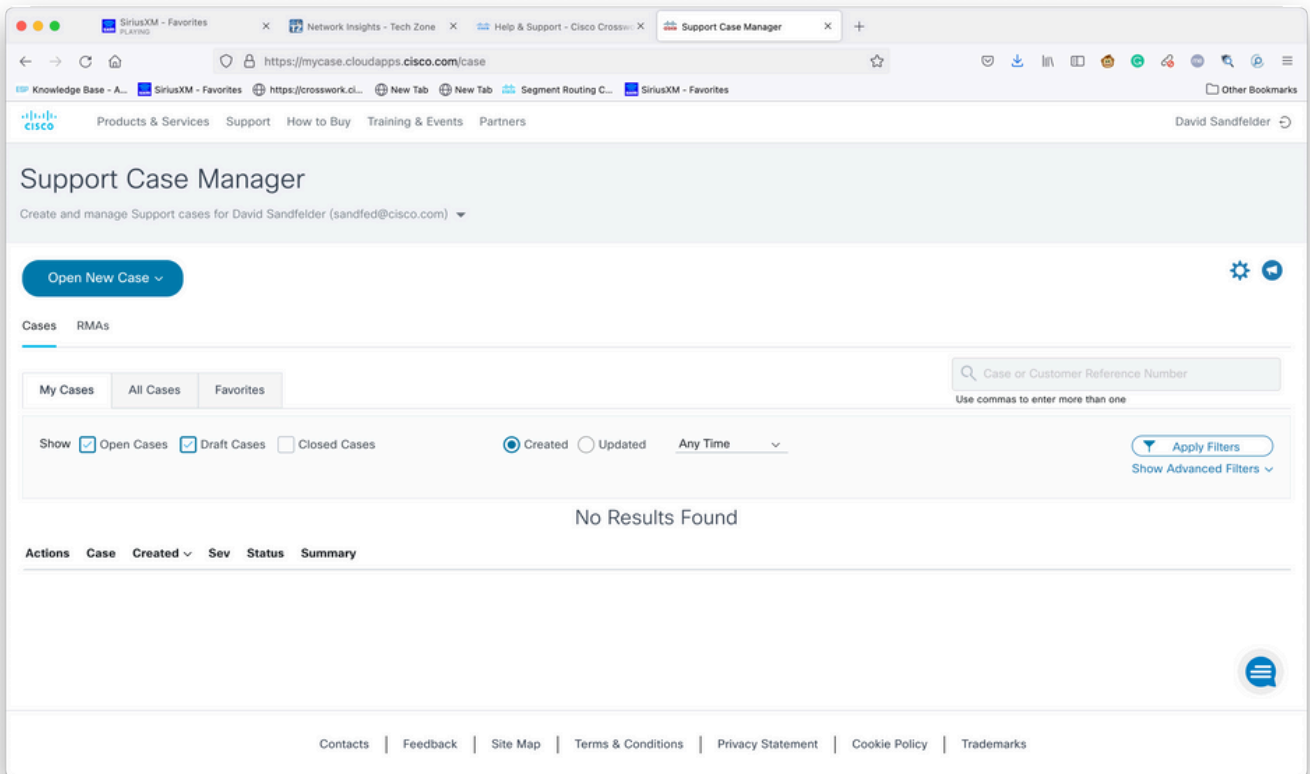 SiriusXM - Favorites
PLAYING
Network Insights - Tech Zone
Help & Support - Cisco Crossw
Support Case Manager
https://mycase.cloudapps.cisco.com/case
Knowledge Base - A...
SiriusXM - Favorites
https://crosswork.ci...
New Tab
New Tab
Segment Routing C...
SiriusXM - Favorites
Other Bookmarks
CISCO
Products & Services
Support
How to Buy
Training & Events
Partners
David Sandfelder
Support Case Manager
Create and manage Support cases for David Sandfelder (sandfed@cisco.com)
Open New Case
Cases
RMAs
My Cases
All Cases
Favorites
Case or Customer Reference Number
Use commas to enter more than one
Show
Open Cases
Draft Cases
Closed Cases
Created
Updated
Any Time
Apply Filters
Show Advanced Filters
No Results Found
Actions Case Created Sev Status Summary
Contacts | Feedback | Site Map | Terms & Conditions | Privacy Statement | Cookie Policy | Trademarks